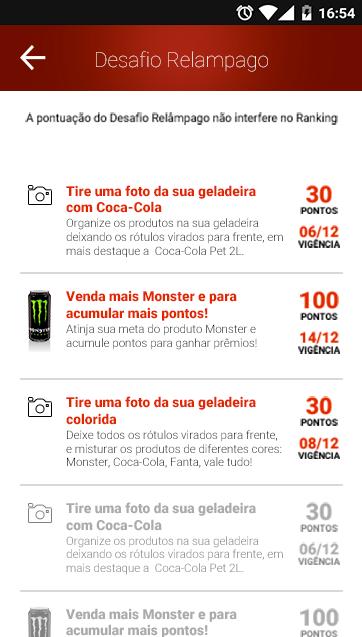 16:54
Desafio Relampago
A pontuação do Desafio Relâmpago não interfere no Ranking
Tire uma foto da sua geladeira
com Coca-Cola
Organize os produtos na sua geladeira
deixando os rótulos virados para frente, em
mais destaque a Coca-Cola Pet 2L.
30
PONTOS
06/12
VIGÊNCIA
MONSTER
Venda mais Monster e para
acumular mais pontos!
Atinja sua meta do produto Monster e
acumule pontos para ganhar prêmios!
100
PONTOS
14/12
VIGÊNCIA
Tire uma foto da sua geladeira
colorida
Deixe todos os rótulos virados para frente,
e misturar os produtos de diferentes cores:
Monster, Coca-Cola, Fanta, vale tudo!
30
PONTOS
08/12
VIGÊNCIA
Tire uma foto da sua geladeira
com Coca-Cola
Organize os produtos na sua geladeira
deixando os rótulos virados para frente, em
mais destaque a Coca-Cola Pet 2L.
30
PONTOS
06/12
VIGÊNCIA
Venda mais Monster e para
acumular mais pontos!
100
PONTOS